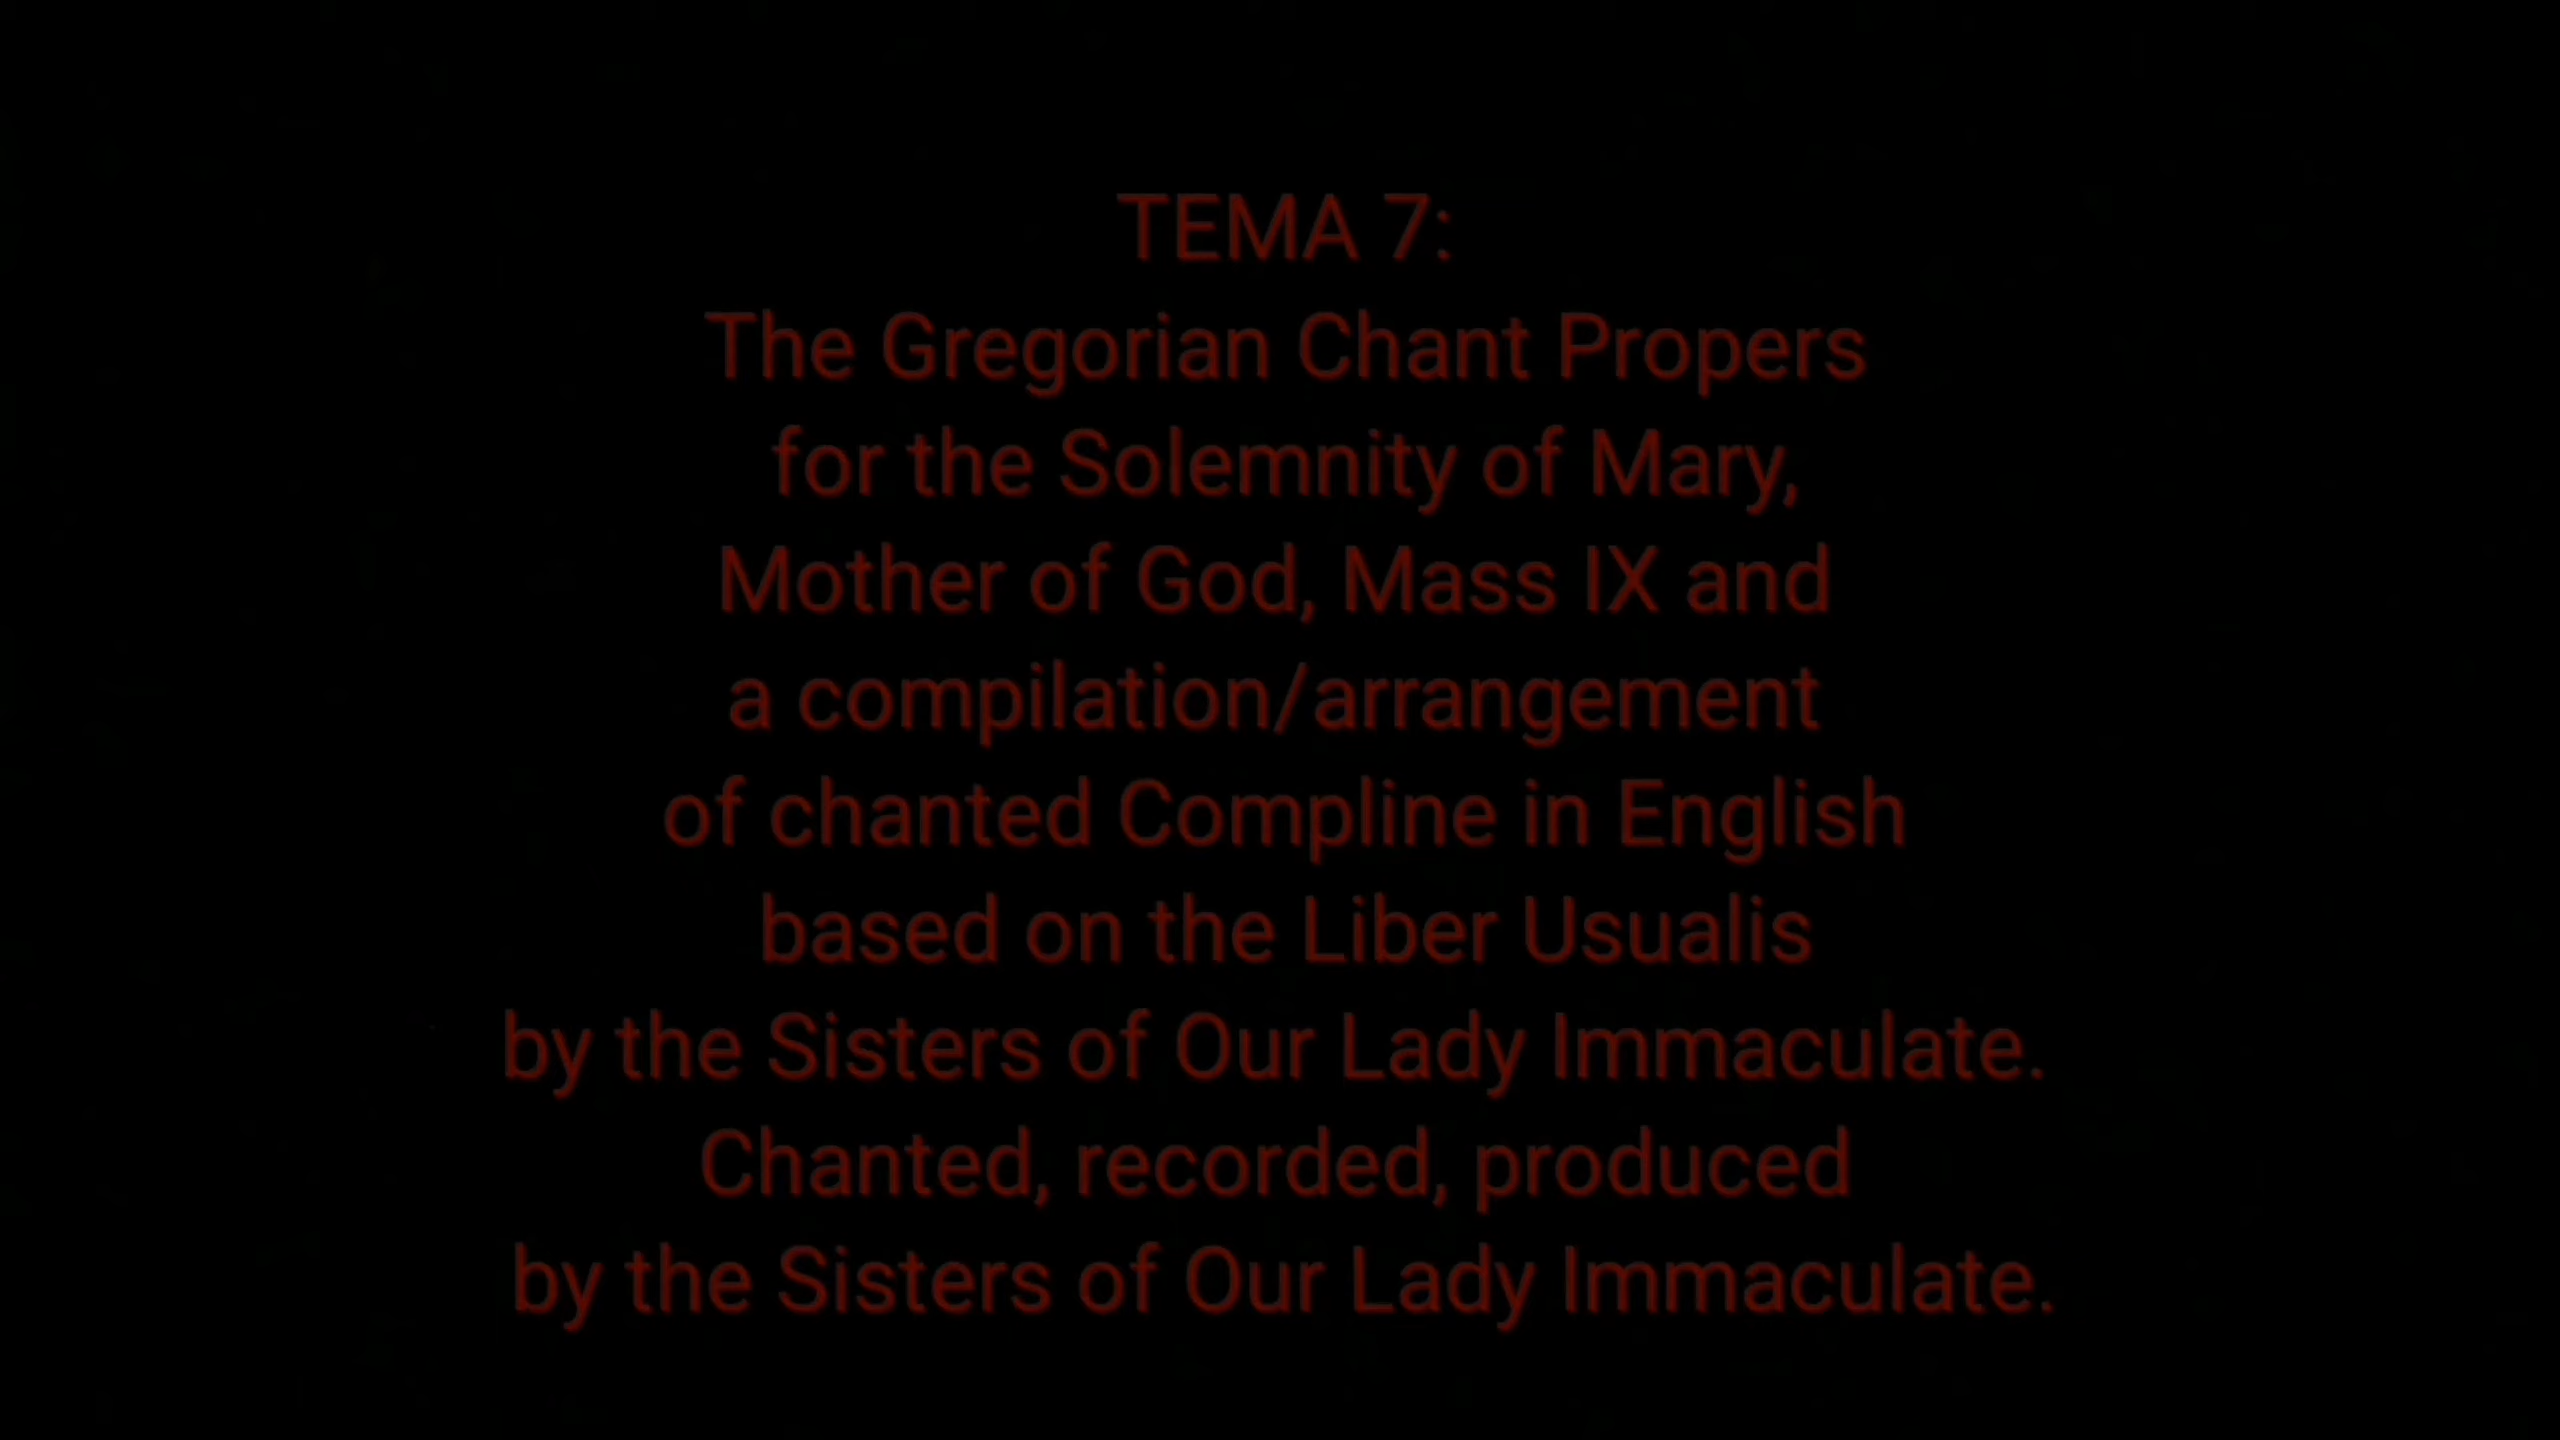 TEMA 7:
The Gregorian Chant Propers
for the Solemnity of Mary,
Mother of God, Mass IX and
a compilation/arrangement
of chanted Compline in English
based on the Liber Usualis
by the Sisters of Our Lady Immaculate.
Chanted, recorded, produced
by the Sisters of Our Lady Immaculate.